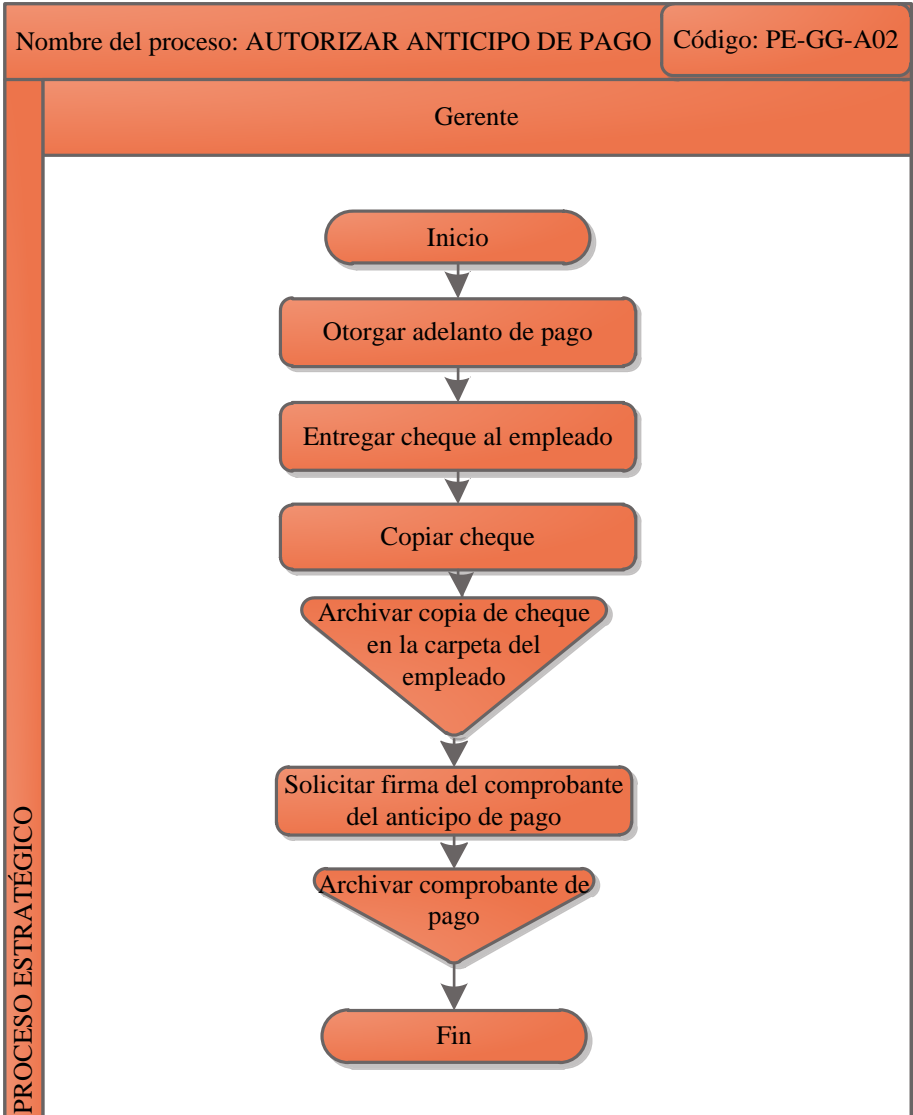 Nombre del proceso: AUTORIZAR ANTICIPO DE PAGO
Código: PE-GG-A02
Gerente
PROCESO ESTRATÉGICO
Inicio
Otorgar adelanto de pago
Entregar cheque al empleado
Copiar cheque
Archivar copia de cheque
en la carpeta del
empleado
Solicitar firma del comprobante
del anticipo de pago
Archivar comprobante de
pago
Fin